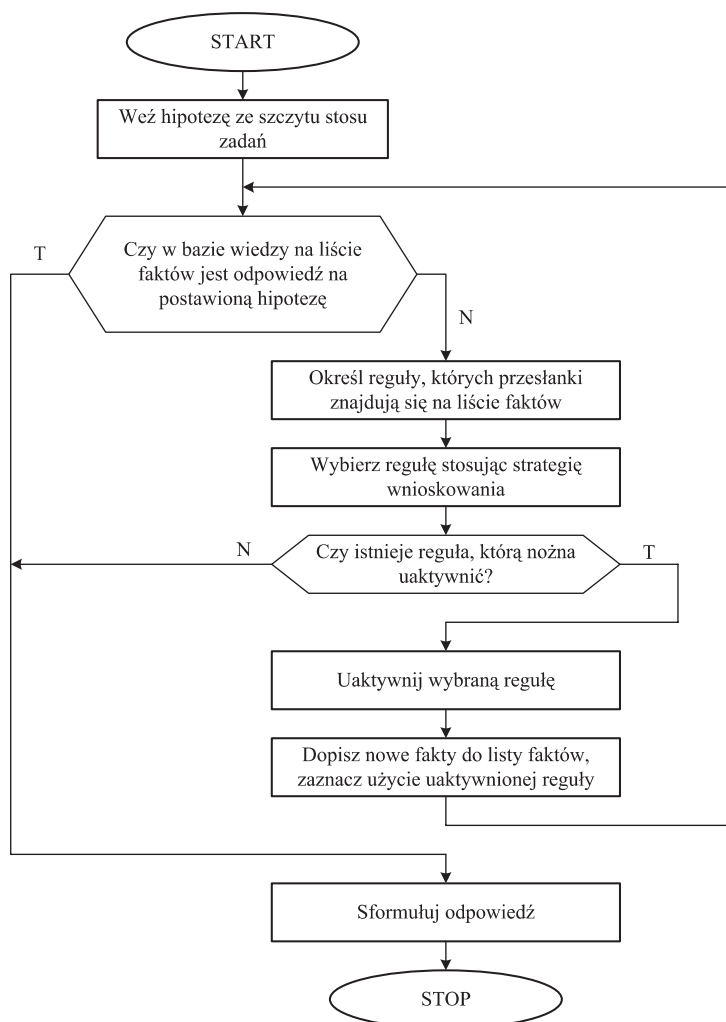 START
Weź hipotezę ze szczytu stosu
zadań
T
Czy w bazie wiedzy na liście
faktów jest odpowiedź na
postawioną hipotezę
N
Określ reguły, których przesłanki
znajdują się na liście faktów
Wybierz regułę stosując strategię
wnioskowania
N
Czy istnieje reguła, którą nożna
uaktywnić?
T
Uaktywnij wybraną regułę
Dopisz nowe fakty do listy faktów,
zaznacz użycie uaktywnionej reguły
Sformułuj odpowiedź
STOP